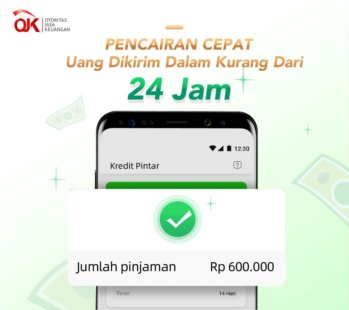 OJK OTORITAS
JASA
KEUANGAN
PENCAIRAN CEPAT
Uang Dikirim Dalam Kurang Dari
24 Jam
12:30
Kredit Pintar
?
Jumlah pinjaman Rp 600.000
Tenor 14 Hari